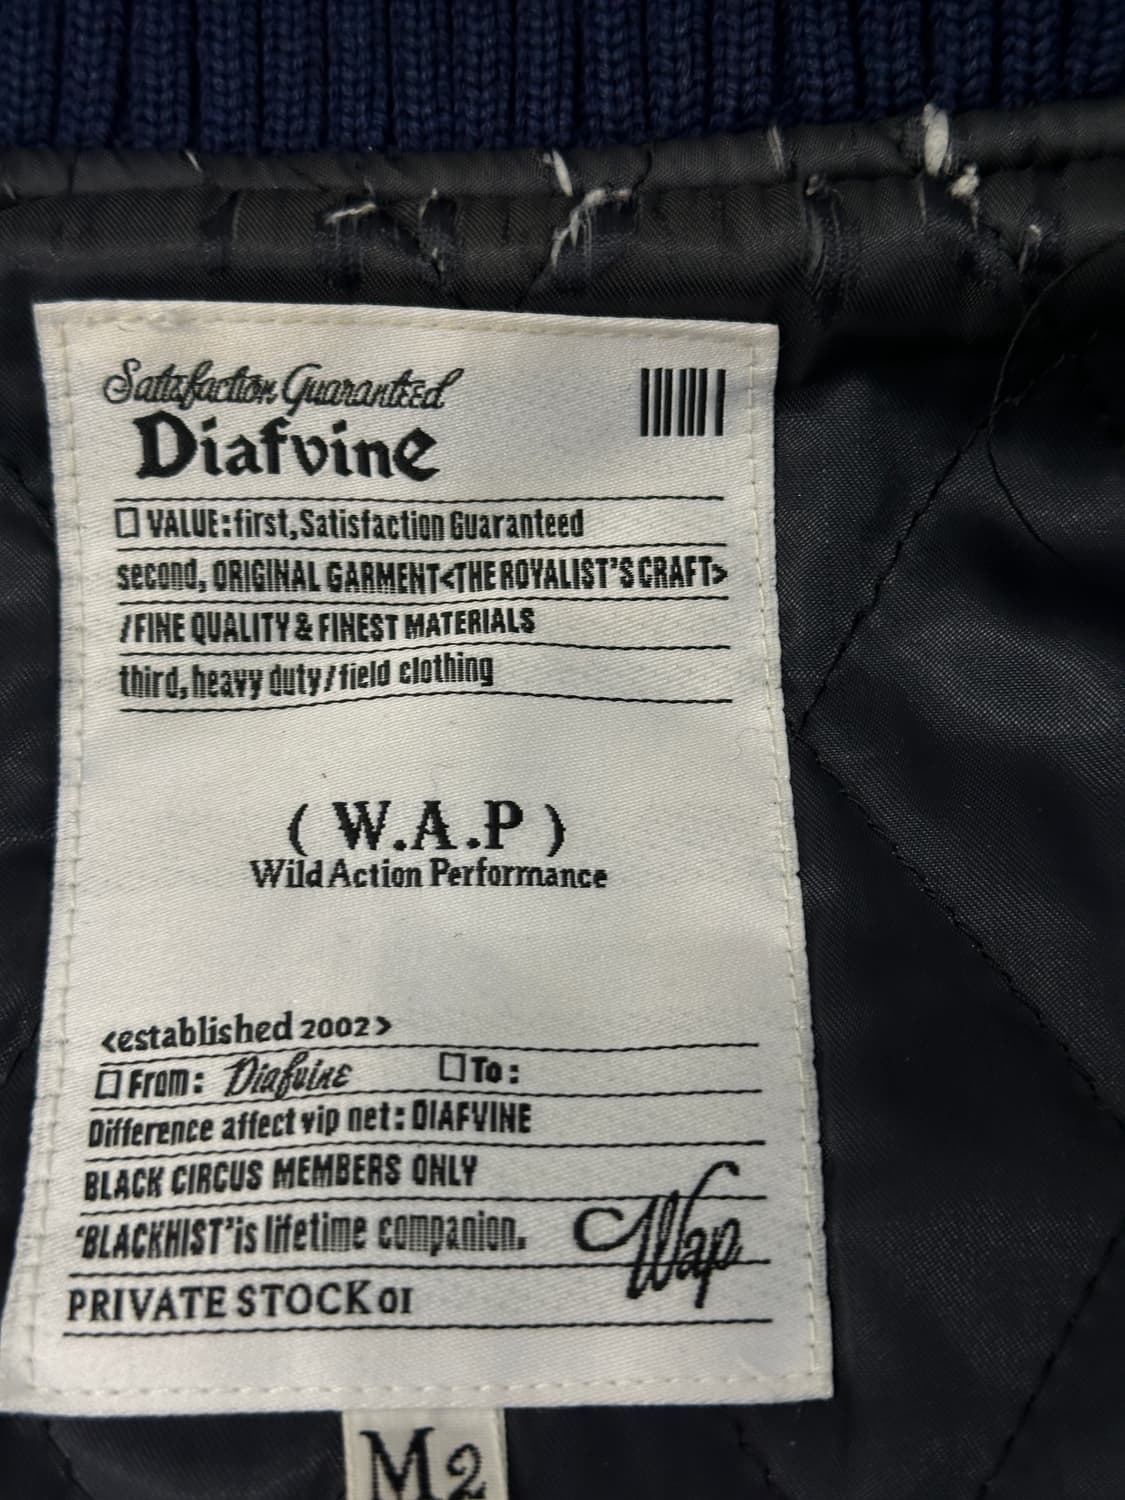 Satisfaction Guaranteed
Diafvine
VALUE:first,Satisfaction Guaranteed
second, ORIGINAL GARMENT<THE ROYALIST'S CRAFT>
/FINE QUALITY & FINEST MATERIALS
third, heavy duty/field clothing
( W.A.P )
Wild Action Performance
<established 2002>
From: Diafvine To:
Difference affect vip net: DIAFVINE
BLACK CIRCUS MEMBERS ONLY
'BLACKHIST' is lifetime companion.
Wap
PRIVATE STOCK 01
M2